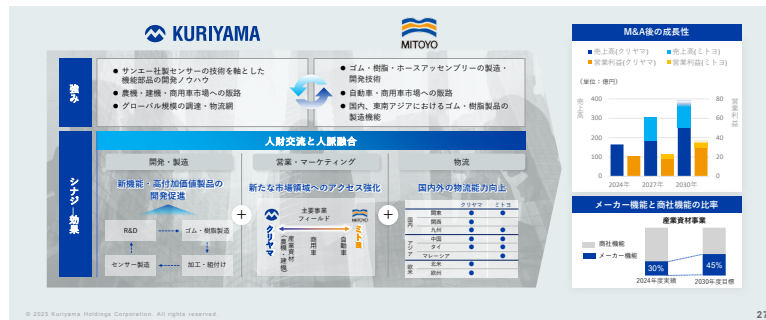 KURIYAMA
MITOYO
強み
● サンエー社製センサーの技術を軸とした
機能部品の開発ノウハウ
● 農機・建機・商用車市場への販路
● グローバル規模の調達・物流網
● ゴム・樹脂・ホースアッセンブリーの製造・
開発技術
● 自動車・商用車市場への販路
● 国内、東南アジアにおけるゴム・樹脂製品の
製造機能
シナジー効果
人財交流と人脈融合
開発・製造
新機能・高付加価値製品の
開発促進
R&D
ゴム・樹脂製造
センサー製造
加工・組付け
+
営業・マーケティング
新たな市場領域へのアクセス強化
主要事業
フィールド
MITOYO
クリヤマ
産業資材
(農機・建機)
商用車
自動車
ミトヨ
+
物流
国内外の物流能力向上
クリヤマ ミトヨ
国内
関東 ● ●
関西 ●
九州 ● ●
アジア
中国 ● ●
タイ ● ●
マレーシア ●
欧米
北米 ●
欧州 ●
M&A後の成長性
売上高(クリヤマ) 売上高(ミトヨ)
営業利益(クリヤマ) 営業利益(ミトヨ)
(単位：億円)
売上高
営業利益
400 80
300 60
200 40
100 20
0 0
2024年 2027年 2030年
メーカー機能と商社機能の比率
産業資材事業
商社機能
メーカー機能
30% 45%
2024年度実績 2030年度目標
© 2025 Kuriyama Holdings Corporation. All rights reserved.
27